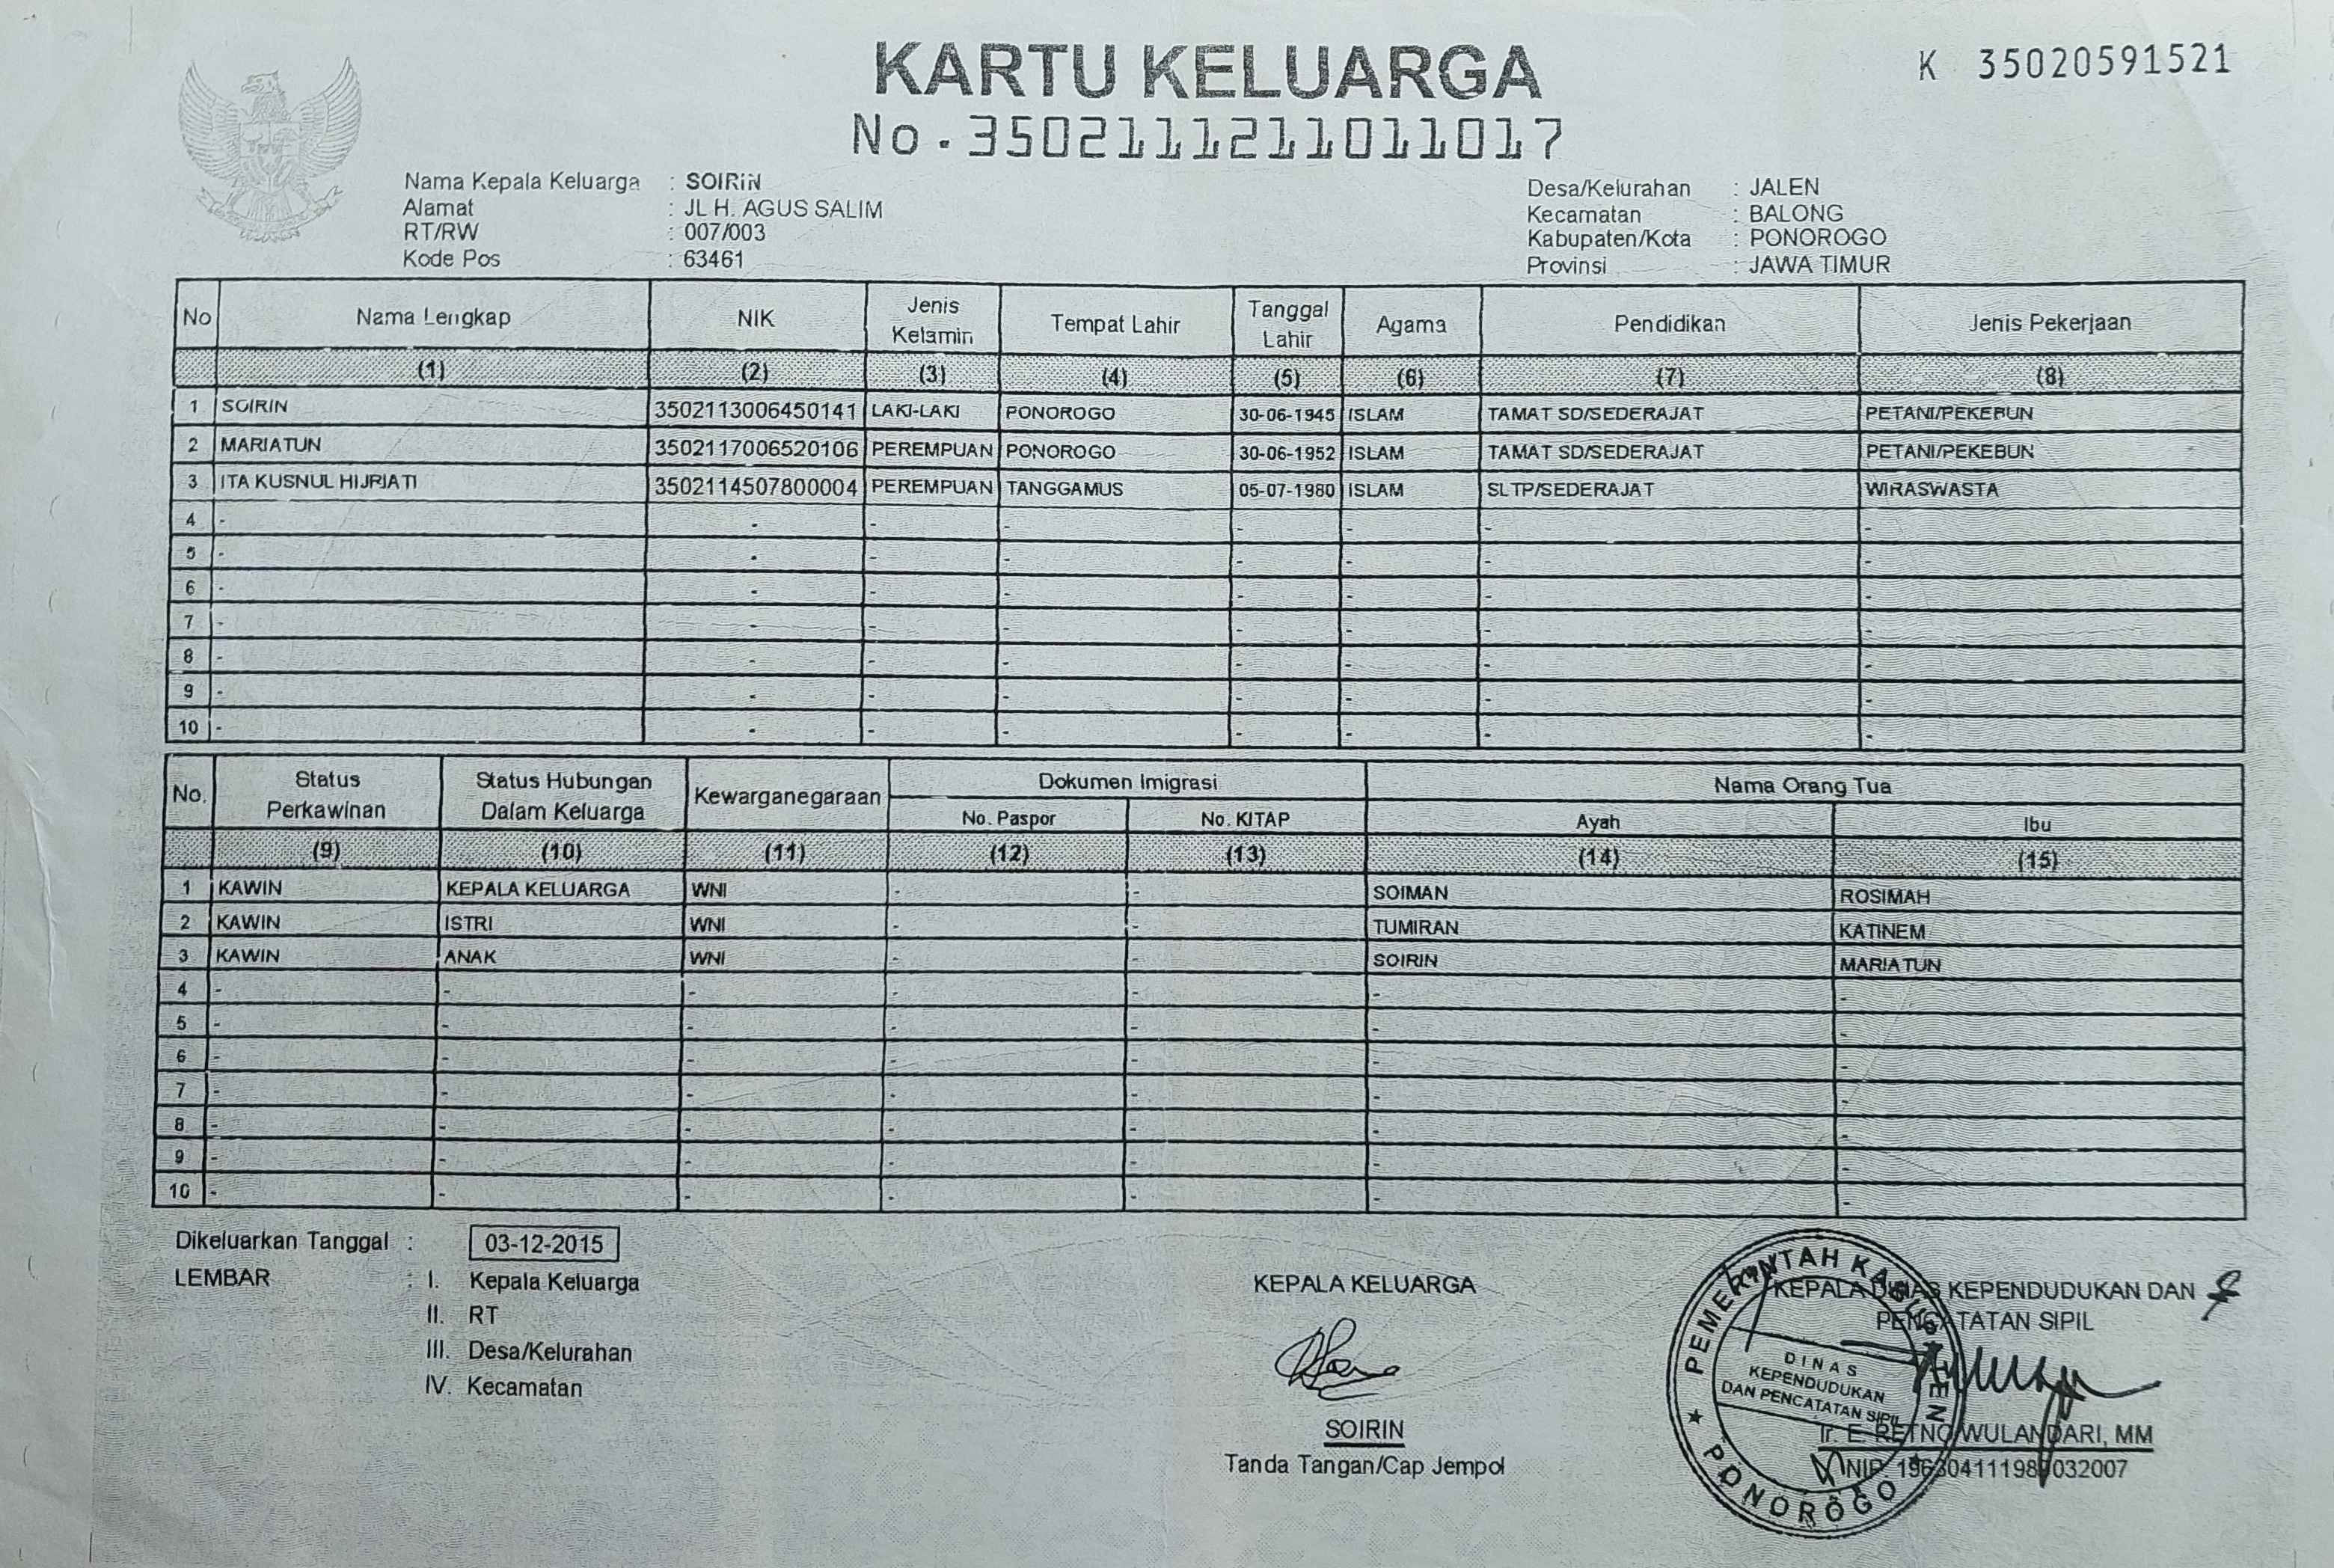 KARTU KELUARGA
K 35020591521
No. 3502111211011017
Nama Kepala Keluarga : SOIRIN
Alamat : JL H. AGUS SALIM
RT/RW : 007/003
Kode Pos : 63461
Desa/Kelurahan : JALEN
Kecamatan : BALONG
Kabupaten/Kota : PONOROGO
Provinsi : JAWA TIMUR
No Nama Lengkap NIK Jenis Kelamin Tempat Lahir Tanggal Lahir Agama Pendidikan Jenis Pekerjaan
(1) (2) (3) (4) (5) (6) (7) (8)
1 SOIRIN 3502113006450141 LAKI-LAKI PONOROGO 30-06-1945 ISLAM TAMAT SD/SEDERAJAT PETANI/PEKEBUN
2 MARIATUN 3502117006520106 PEREMPUAN PONOROGO 30-06-1952 ISLAM TAMAT SD/SEDERAJAT PETANI/PEKEBUN
3 ITA KUSNUL HIJRIATI 3502114507800004 PEREMPUAN TANGGAMUS 05-07-1980 ISLAM SLTP/SEDERAJAT WIRASWASTA
4 - - - - - - - -
5 - - - - - - - -
6 - - - - - - - -
7 - - - - - - - -
8 - - - - - - - -
9 - - - - - - - -
10 - - - - - - - -
No. Status Perkawinan Status Hubungan Dalam Keluarga Kewarganegaraan Dokumen Imigrasi Nama Orang Tua
No. Paspor No. KITAP Ayah Ibu
(9) (10) (11) (12) (13) (14) (15)
1 KAWIN KEPALA KELUARGA WNI - - SOIMAN ROSIMAH
2 KAWIN ISTRI WNI - - TUMIRAN KATINEM
3 KAWIN ANAK WNI - - SOIRIN MARIATUN
4 - - - - - - -
5 - - - - - - -
6 - - - - - - -
7 - - - - - - -
8 - - - - - - -
9 - - - - - - -
10 - - - - - - -
Dikeluarkan Tanggal : 03-12-2015
LEMBAR : I. Kepala Keluarga
II. RT
III. Desa/Kelurahan
IV. Kecamatan
KEPALA KELUARGA
SOIRIN
Tanda Tangan/Cap Jempol
KEPALA DINAS KEPENDUDUKAN DAN
PENCATATAN SIPIL
PEMERINTAH KABUPATEN
DINAS
KEPENDUDUKAN
DAN PENCATATAN SIPIL
PONOROGO
Ir. E. RETNO WULANDARI, MM
NIP.